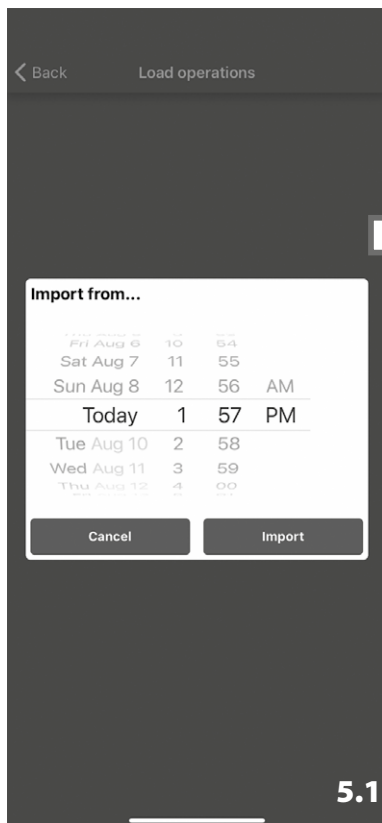 Back Load operations
Import from...
Fri Aug 6 10 54
Sat Aug 7 11 55
Sun Aug 8 12 56 AM
Today 1 57 PM
Tue Aug 10 2 58
Wed Aug 11 3 59
Thu Aug 12 4 00
Cancel Import
5.1